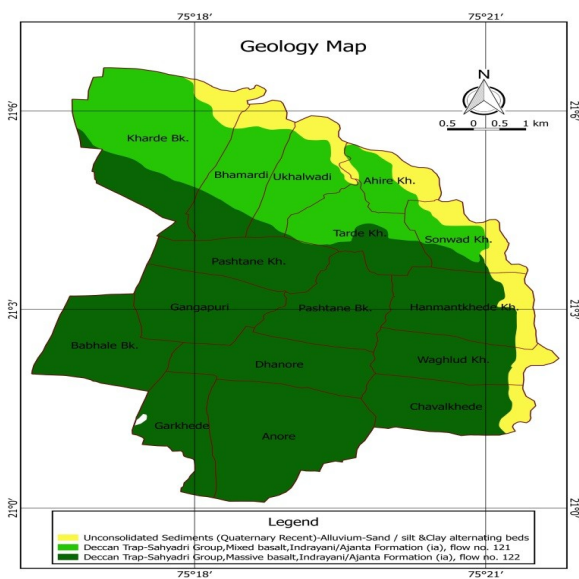 75°18′ 75°21′
Geology Map
N
0.5 0 0.5 1 km
21°6′ 21°6′
Kharde Bk.
Bhamardi
Ukhalwadi
Ahire Kh.
Tarde Kh.
Sonwad Kh.
Pashtane Kh.
Gangapuri
Pashtane Bk.
Hanmantkhede Kh.
21°3′ 21°3′
Babhale Bk.
Dhanore
Waghlud Kh.
Chavalkhede
Garkhede
Anore
21°0′ 21°0′
Legend
Unconsolidated Sediments (Quaternary Recent)-Alluvium-Sand / silt &Clay alternating beds
Deccan Trap-Sahyadri Group,Mixed basalt,Indrayani/Ajanta Formation (ia), flow no. 121
Deccan Trap-Sahyadri Group,Massive basalt,Indrayani/Ajanta Formation (ia), flow no. 122
75°18′ 75°21′